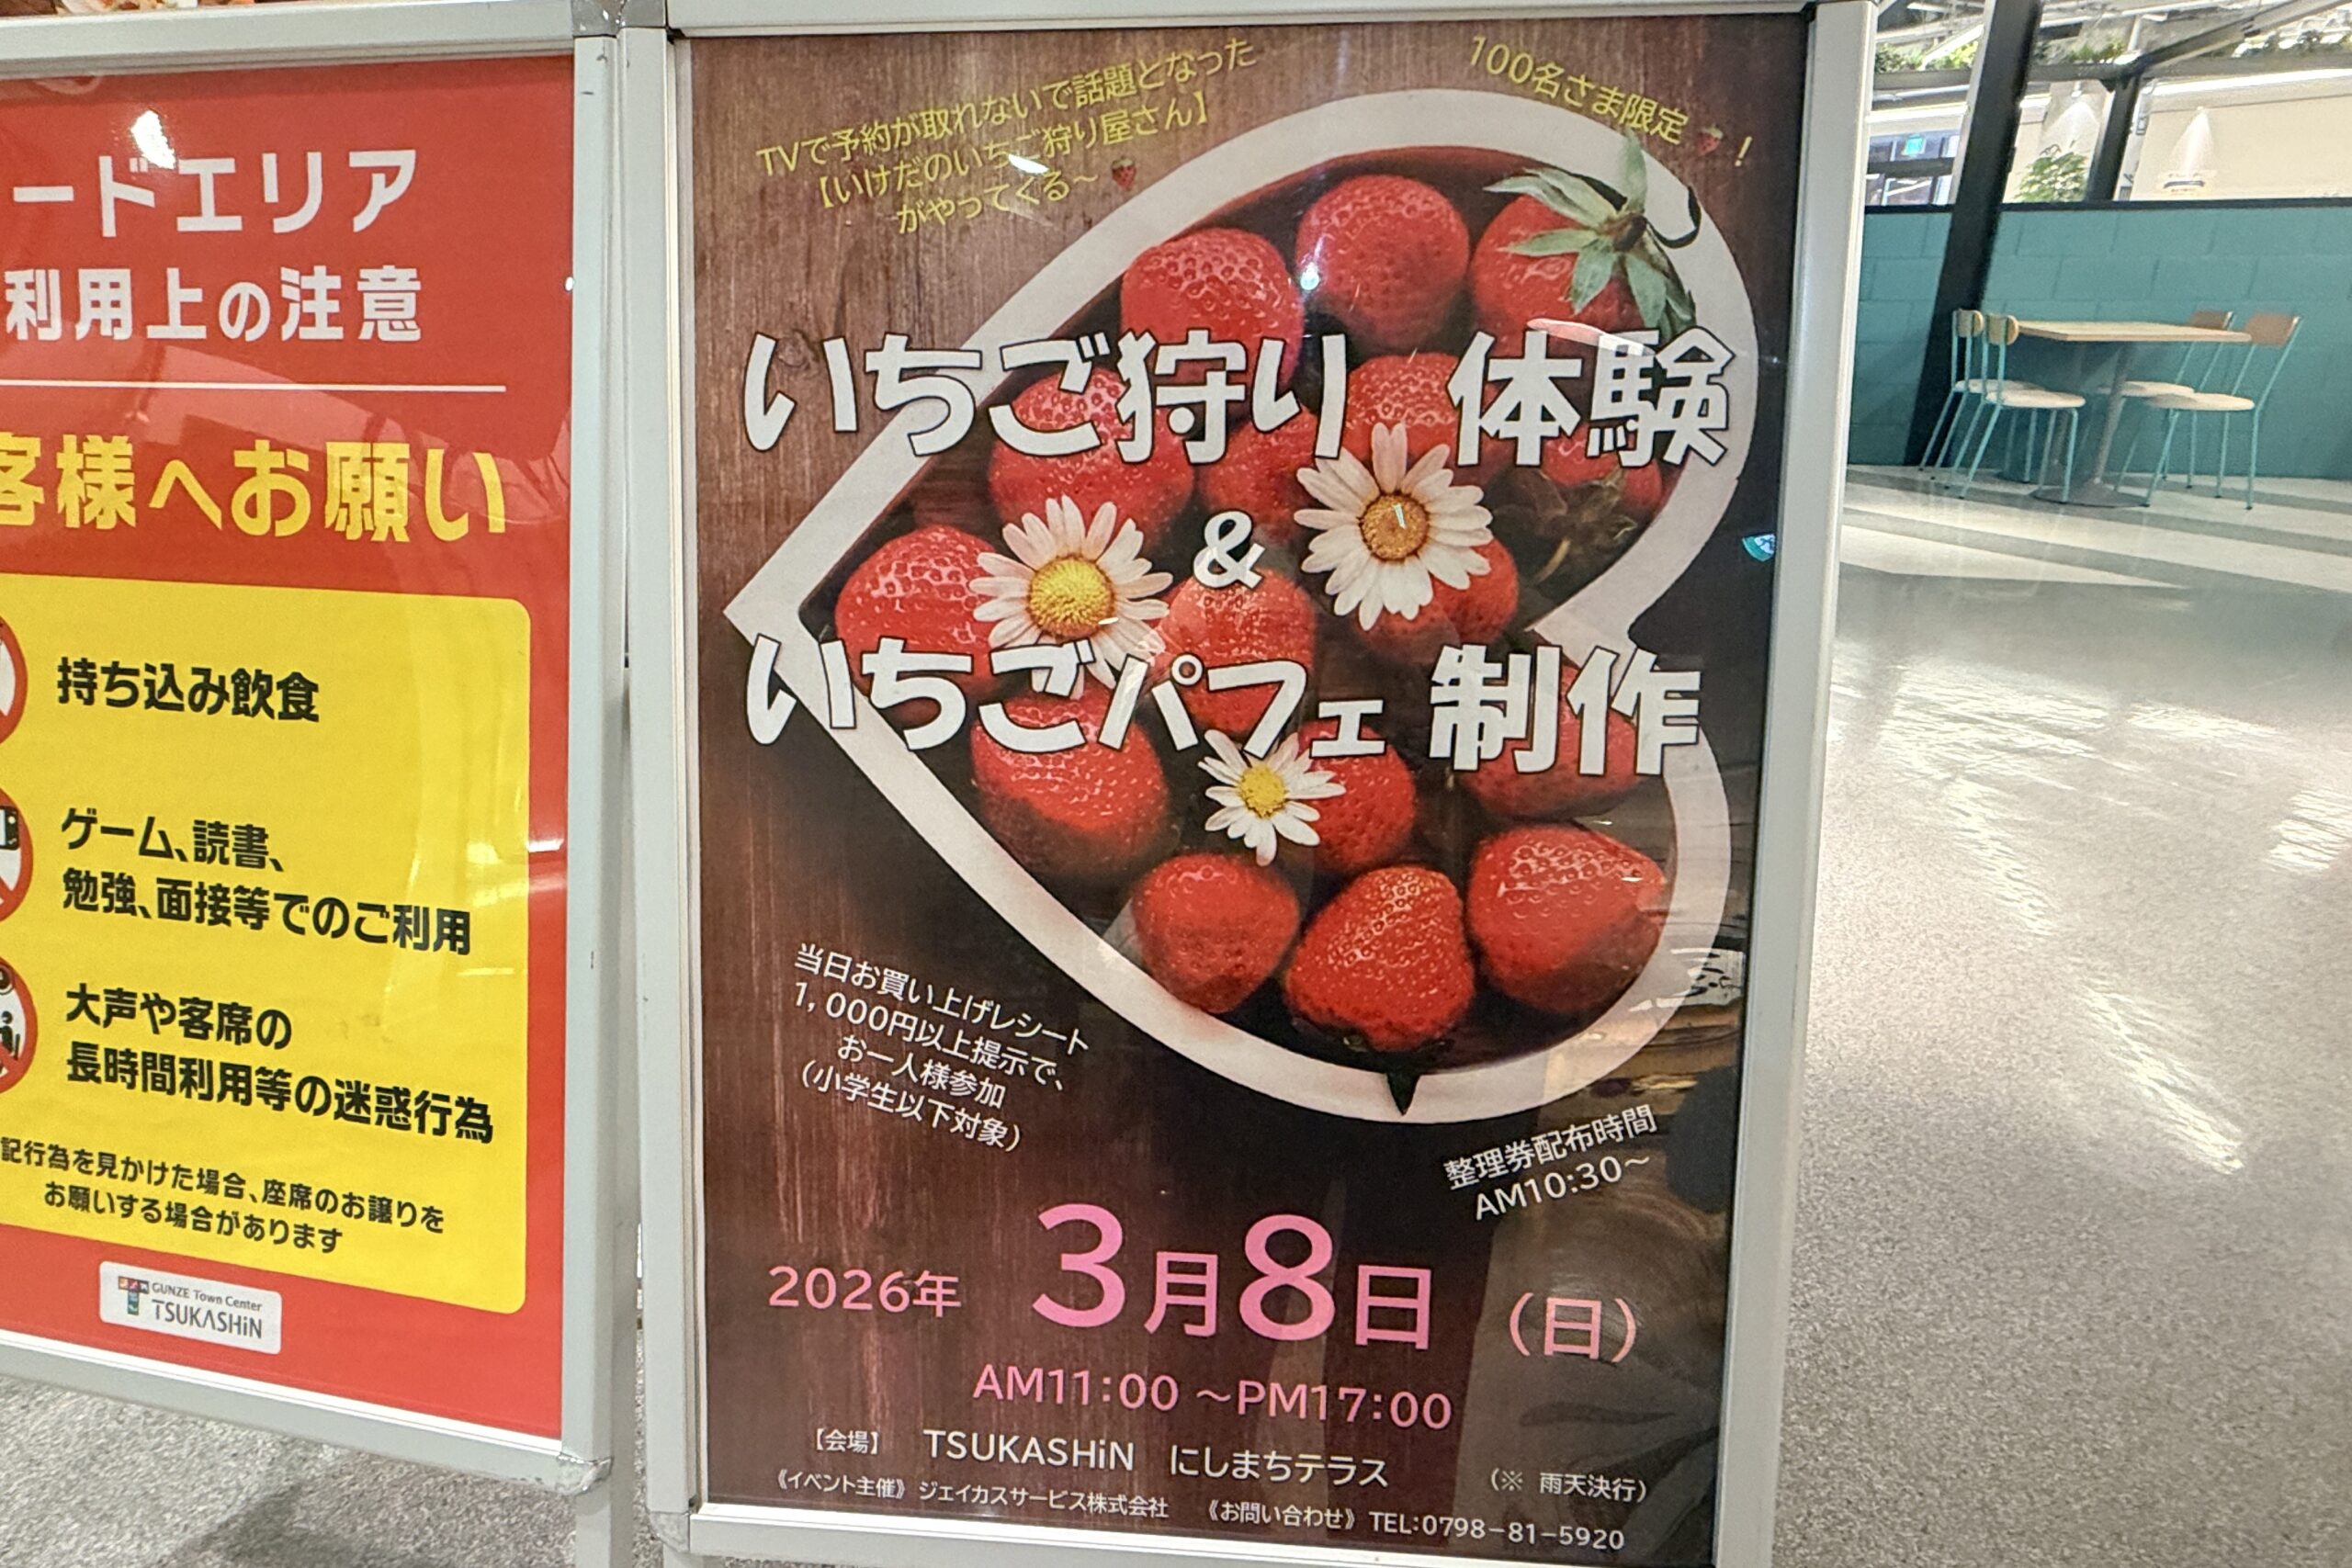 ードエリア
利用上の注意
客様へお願い
持ち込み飲食
ゲーム、読書、
勉強、面接等でのご利用
大声や客席の
長時間利用等の迷惑行為
記行為を見かけた場合、座席のお譲りを
お願いする場合があります
GUNZE Town Center
TSUKASHiN
TVで予約が取れないで話題となった
【いけだのいちご狩り屋さん】
がやってくる～🍓
100名さま限定🍓！
いちご狩り 体験
&
いちごパフェ 制作
当日お買い上げレシート
1，000円以上提示で、
お一人様参加
（小学生以下対象）
整理券配布時間
AM10:30～
2026年 3月8日（日）
AM11:00 ～PM17:00
【会場】 TSUKASHiN にしまちテラス （※ 雨天決行）
《イベント主催》ジェイカスサービス株式会社 《お問い合わせ》TEL:0798-81-5920